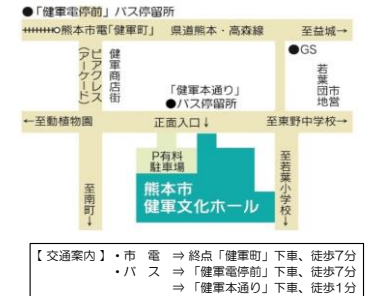 ●「健軍電停前」バス停留所
熊本市電「健軍町」 県道熊本・高森線 至益城→
ピアクレス
(アーケード)
健軍商店街
●GS
若葉団地
市営
「健軍本通り」
●バス停留所
←至動植物園 正面入口↓ 至東野中学校→
P有料
駐車場
熊本市
健軍文化ホール
至南町↓
至若葉小学校↓
【交通案内】・市 電 ⇒ 終点「健軍町」下車、徒歩7分
・バ ス ⇒ 「健軍電停前」下車、徒歩7分
⇒ 「健軍本通り」下車、徒歩1分